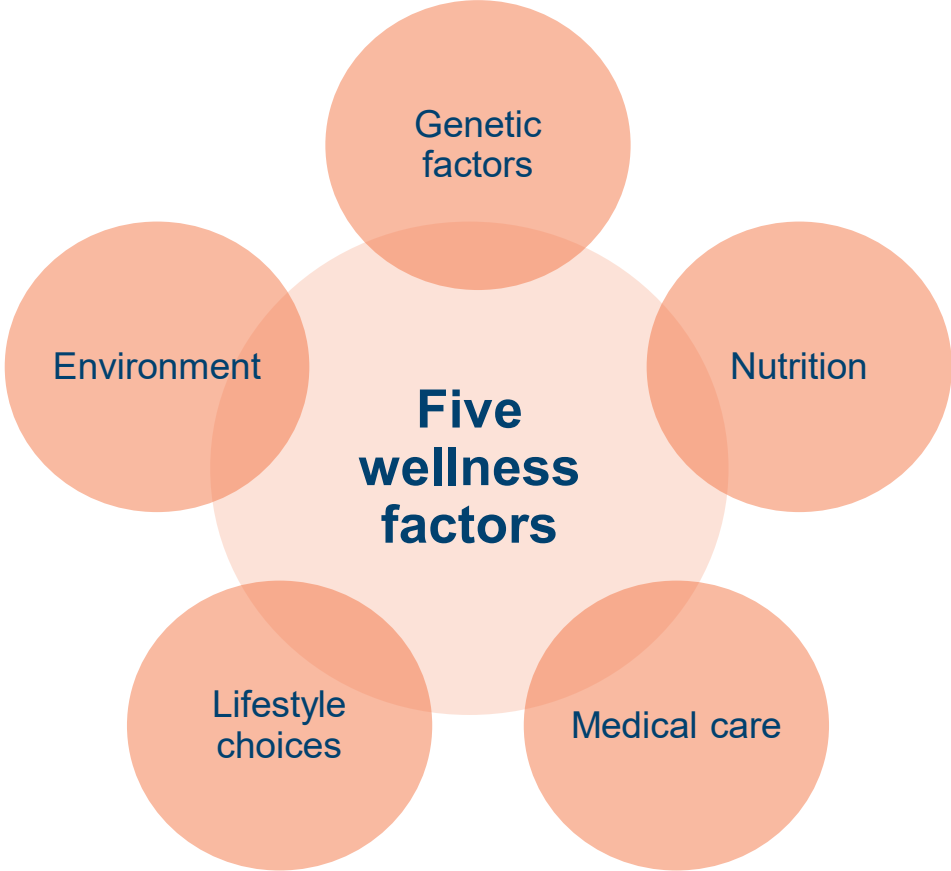 Genetic
factors
Environment
Nutrition
Five
wellness
factors
Lifestyle
choices
Medical care